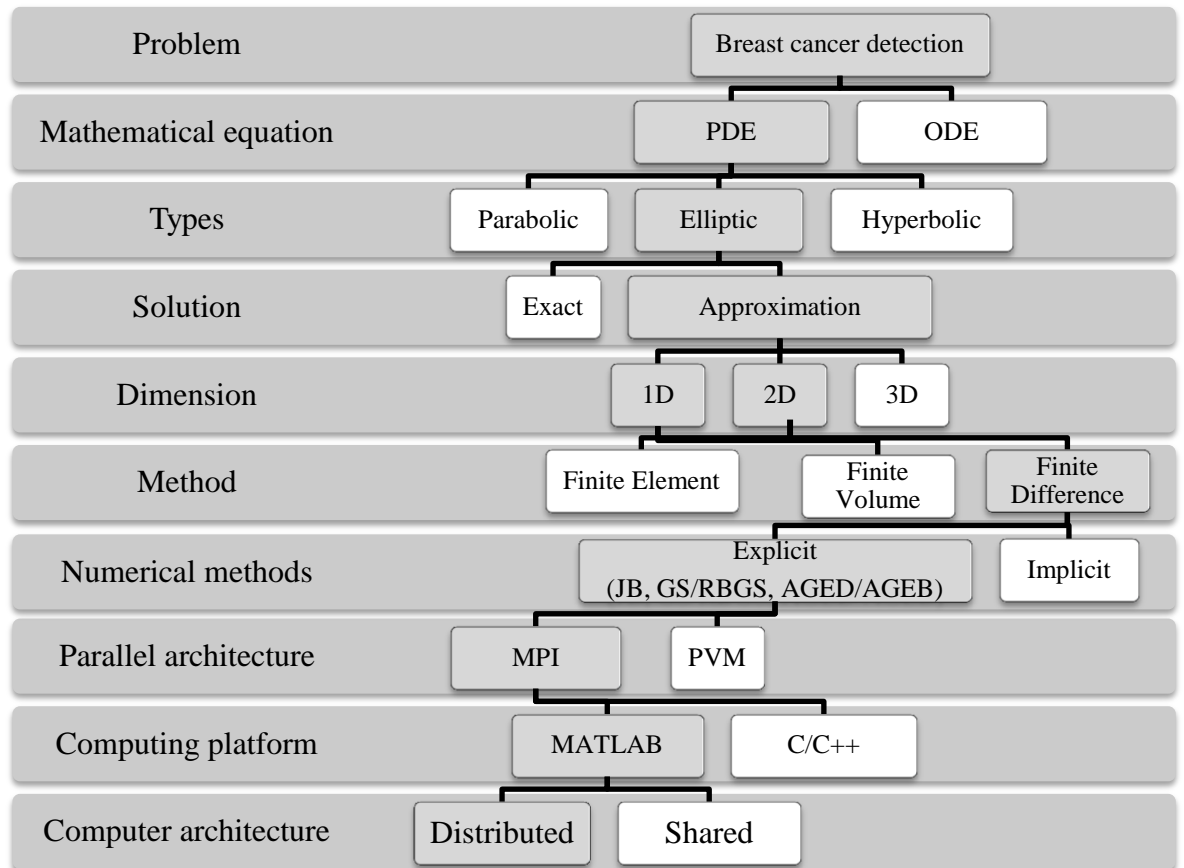 Problem
Breast cancer detection
Mathematical equation
PDE
ODE
Types
Parabolic
Elliptic
Hyperbolic
Solution
Exact
Approximation
Dimension
1D
2D
3D
Method
Finite Element
Finite
Volume
Finite
Difference
Numerical methods
Explicit
(JB, GS/RBGS, AGED/AGEB)
Implicit
Parallel architecture
MPI
PVM
Computing platform
MATLAB
C/C++
Computer architecture
Distributed
Shared